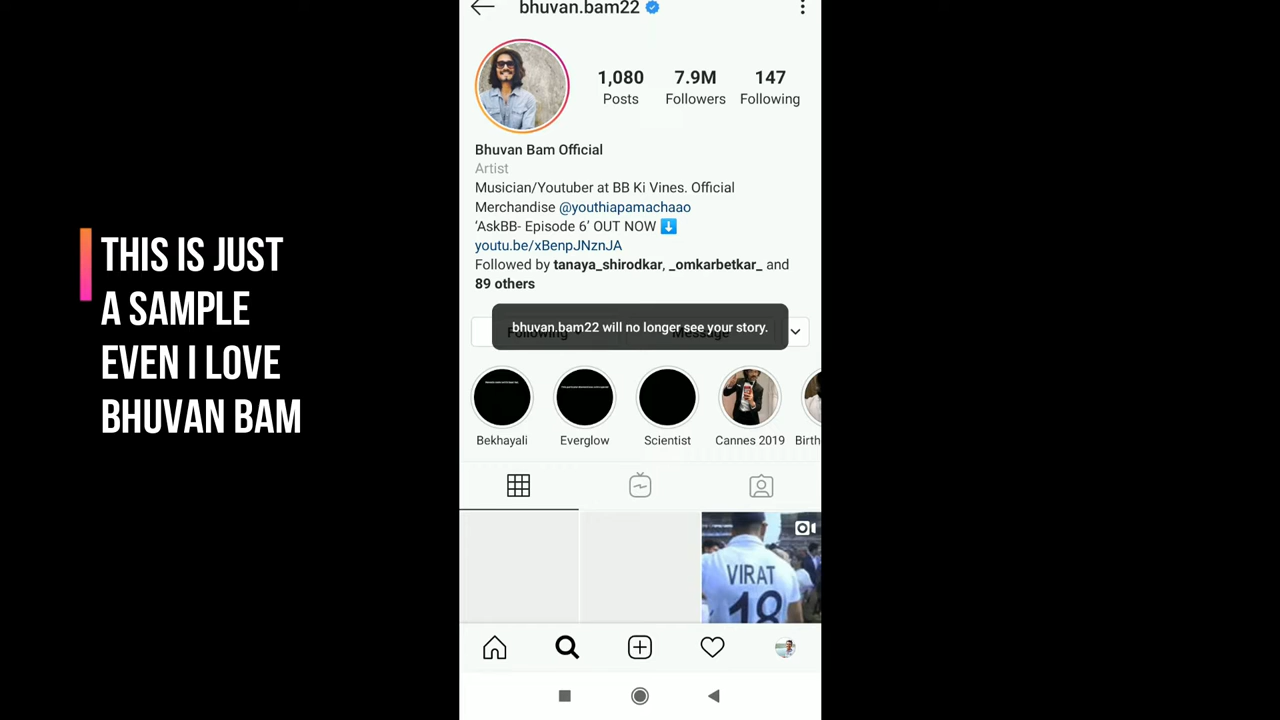 bhuvan.bam22
1,080 7.9M 147
Posts Followers Following
Bhuvan Bam Official
Artist
Musician/Youtuber at BB Ki Vines. Official
Merchandise @youthiapamachaao
‘AskBB- Episode 6’ OUT NOW ⬇️
youtu.be/xBenpJNznJA
Followed by tanaya_shirodkar, _omkarbetkar_ and
89 others
bhuvan.bam22 will no longer see your story.
Following Message
Bekhayali Everglow Scientist Cannes 2019 Birth
VIRAT
18
THIS IS JUST
A SAMPLE
EVEN I LOVE
BHUVAN BAM